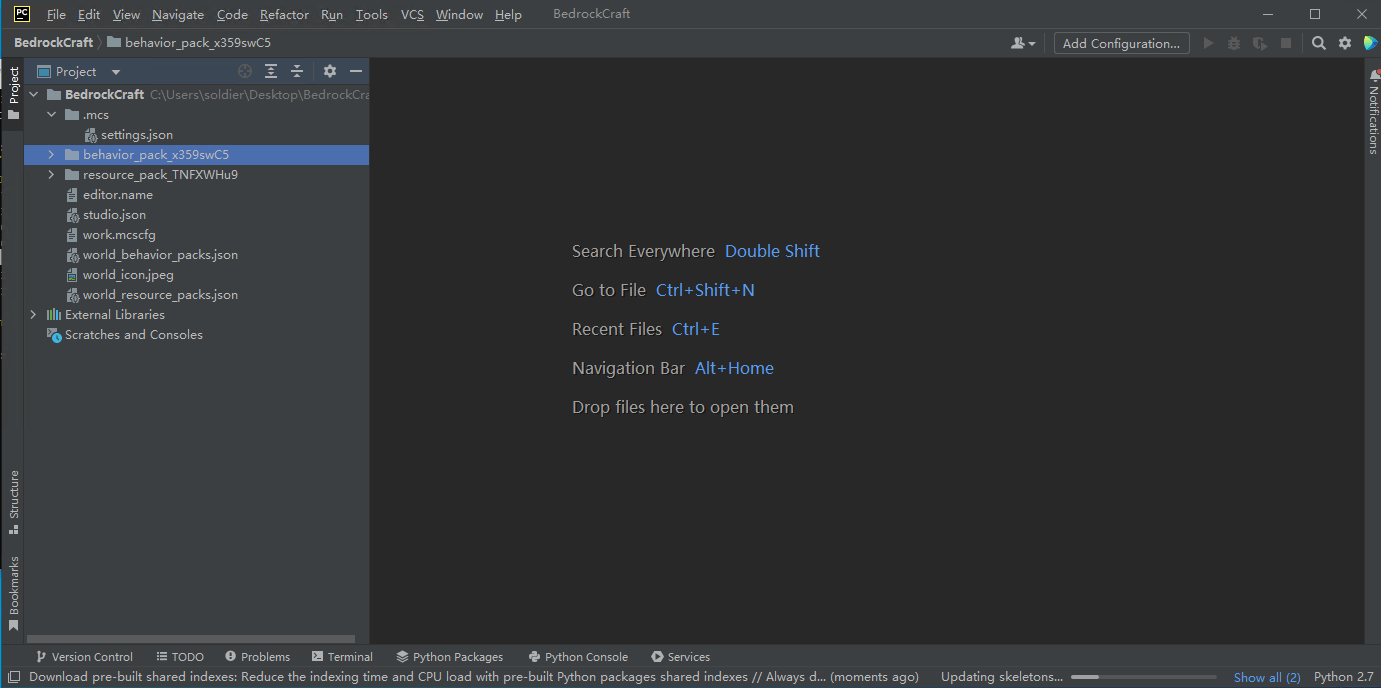 PC File Edit View Navigate Code Refactor Run Tools VCS Window Help BedrockCraft
BedrockCraft behavior_pack_x359swC5 Add Configuration...
Project
Project
BedrockCraft C:\Users\soldier\Desktop\BedrockCra
.mcs
settings.json
behavior_pack_x359swC5
resource_pack_TNFXWHu9
editor.name
studio.json
work.mcscfg
world_behavior_packs.json
world_icon.jpeg
world_resource_packs.json
External Libraries
Scratches and Consoles
Search Everywhere Double Shift
Go to File Ctrl+Shift+N
Recent Files Ctrl+E
Navigation Bar Alt+Home
Drop files here to open them
Notifications
Structure
Bookmarks
Version Control TODO Problems Terminal Python Packages Python Console Services
Download pre-built shared indexes: Reduce the indexing time and CPU load with pre-built Python packages shared indexes // Always d... (moments ago) Updating skeletons... Show all (2) Python 2.7